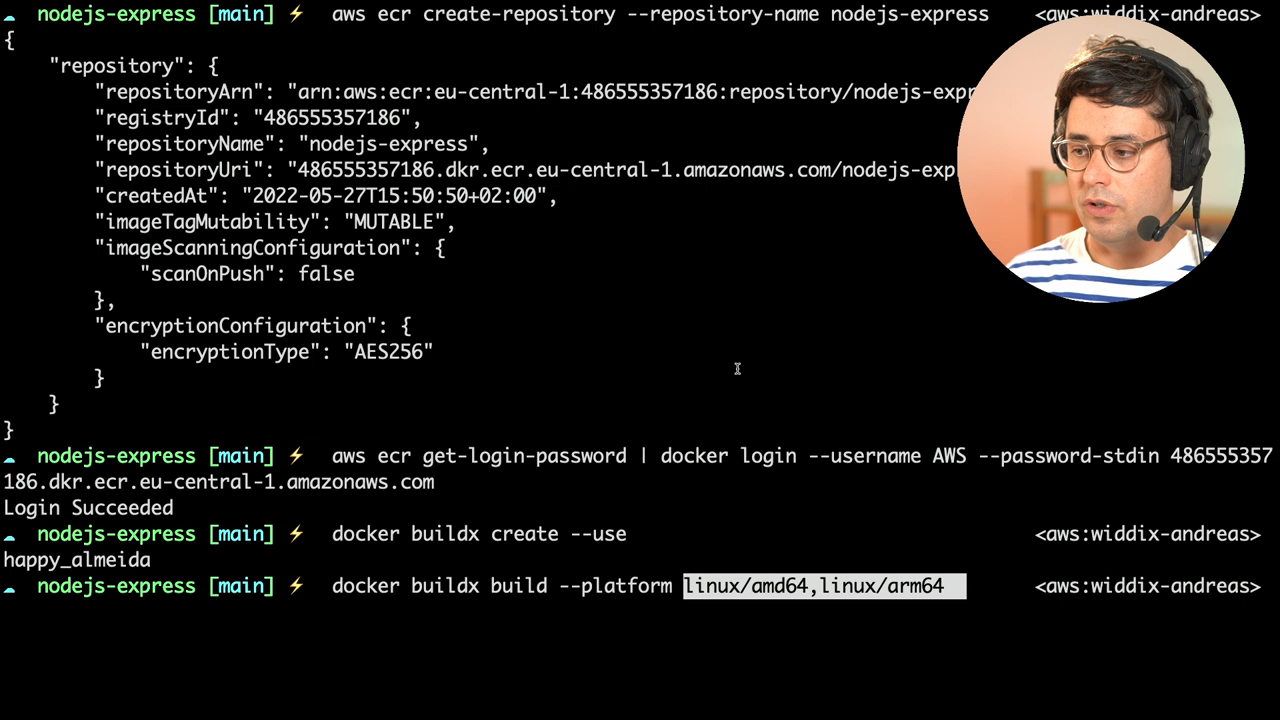 nodejs-express [main] ⚡ aws ecr create-repository --repository-name nodejs-express <aws:widdix-andreas>
{
"repository": {
"repositoryArn": "arn:aws:ecr:eu-central-1:486555357186:repository/nodejs-expr
"registryId": "486555357186",
"repositoryName": "nodejs-express",
"repositoryUri": "486555357186.dkr.ecr.eu-central-1.amazonaws.com/nodejs-exp
"createdAt": "2022-05-27T15:50:50+02:00",
"imageTagMutability": "MUTABLE",
"imageScanningConfiguration": {
"scanOnPush": false
},
"encryptionConfiguration": {
"encryptionType": "AES256"
}
}
}
nodejs-express [main] ⚡ aws ecr get-login-password | docker login --username AWS --password-stdin 486555357
186.dkr.ecr.eu-central-1.amazonaws.com
Login Succeeded
nodejs-express [main] ⚡ docker buildx create --use <aws:widdix-andreas>
happy_almeida
nodejs-express [main] ⚡ docker buildx build --platform linux/amd64,linux/arm64 <aws:widdix-andreas>